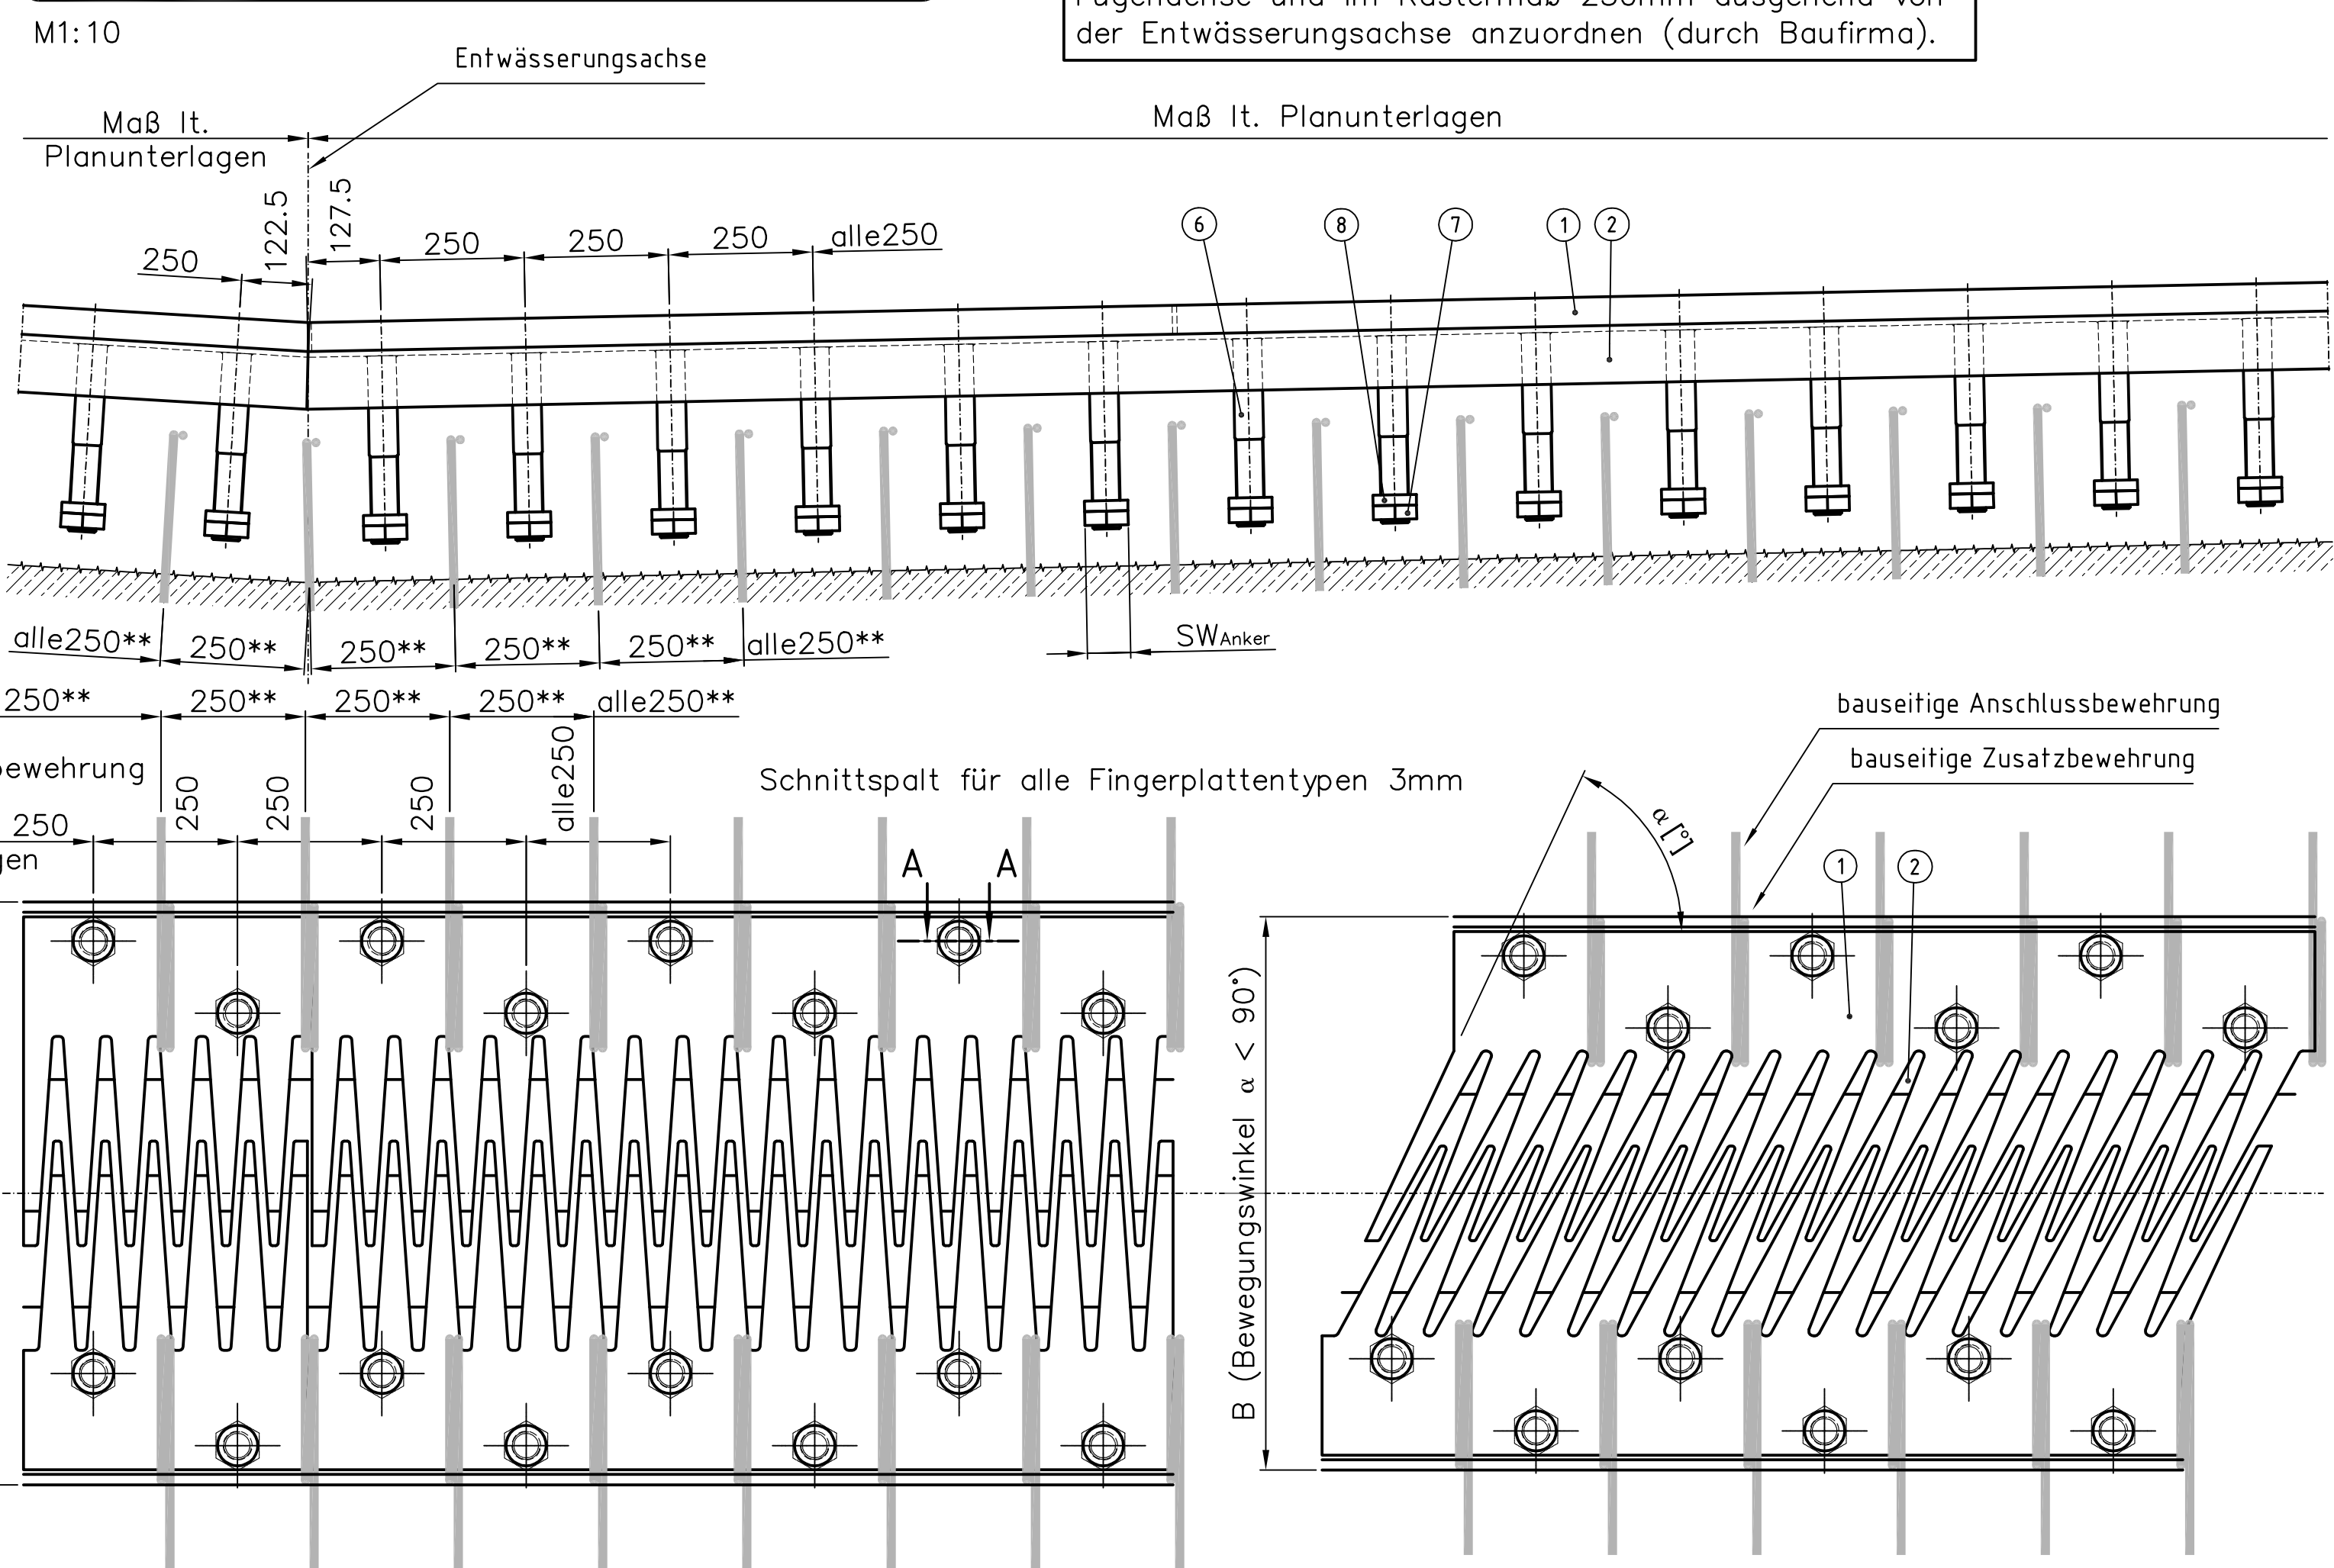 M1:10
der Entwässerungsachse anzuordnen (durch Baufirma).
Entwässerungsachse
Maß lt.
Planunterlagen
Maß lt. Planunterlagen
122.5
127.5
250
250
250
250
alle250
6
8
7
1
2
alle250**
250**
250**
250**
250**
alle250**
SWAnker
250**
250**
250**
250**
alle250**
bauseitige Anschlussbewehrung
bauseitige Zusatzbewehrung
Schnittspalt für alle Fingerplattentypen 3mm
250
250
250
250
alle250
α [°]
A
A
1
2
B (Bewegungswinkel α < 90°)